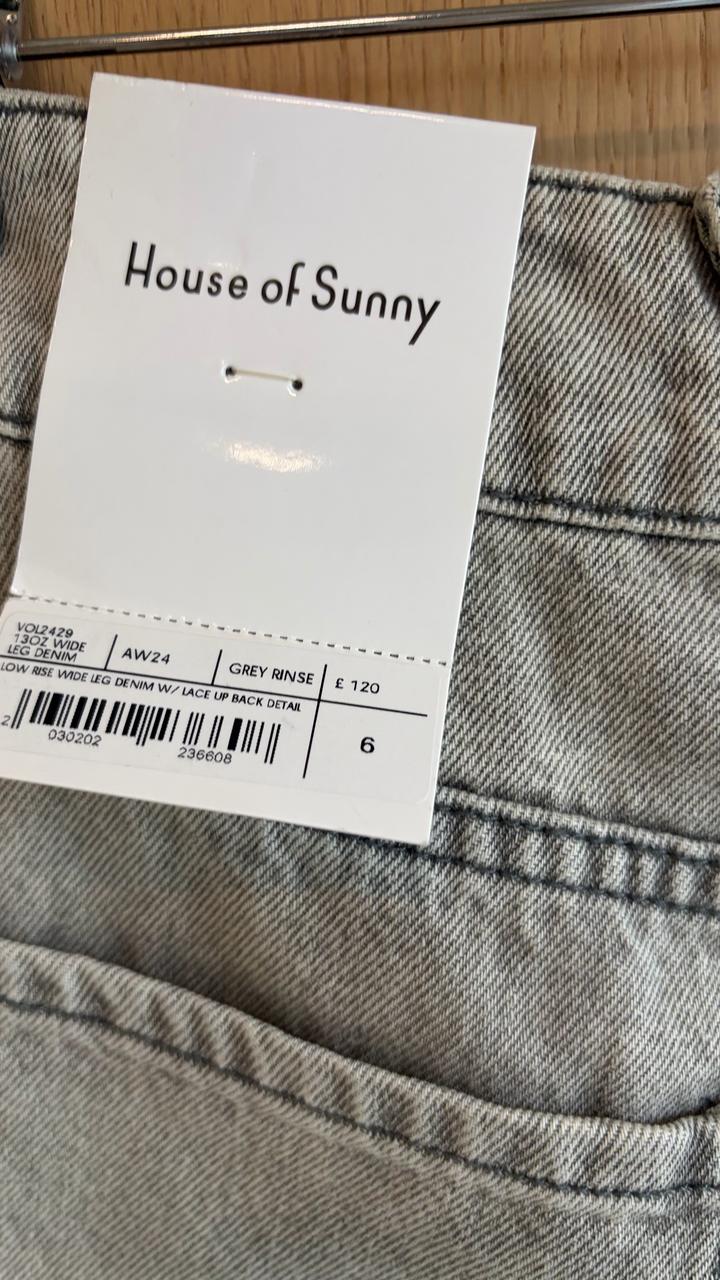 House of Sunny
VOL2429
13OZ WIDE
LEG DENIM
AW24
GREY RINSE
£ 120
LOW RISE WIDE LEG DENIM W/ LACE UP BACK DETAIL
2 030202 236608
6